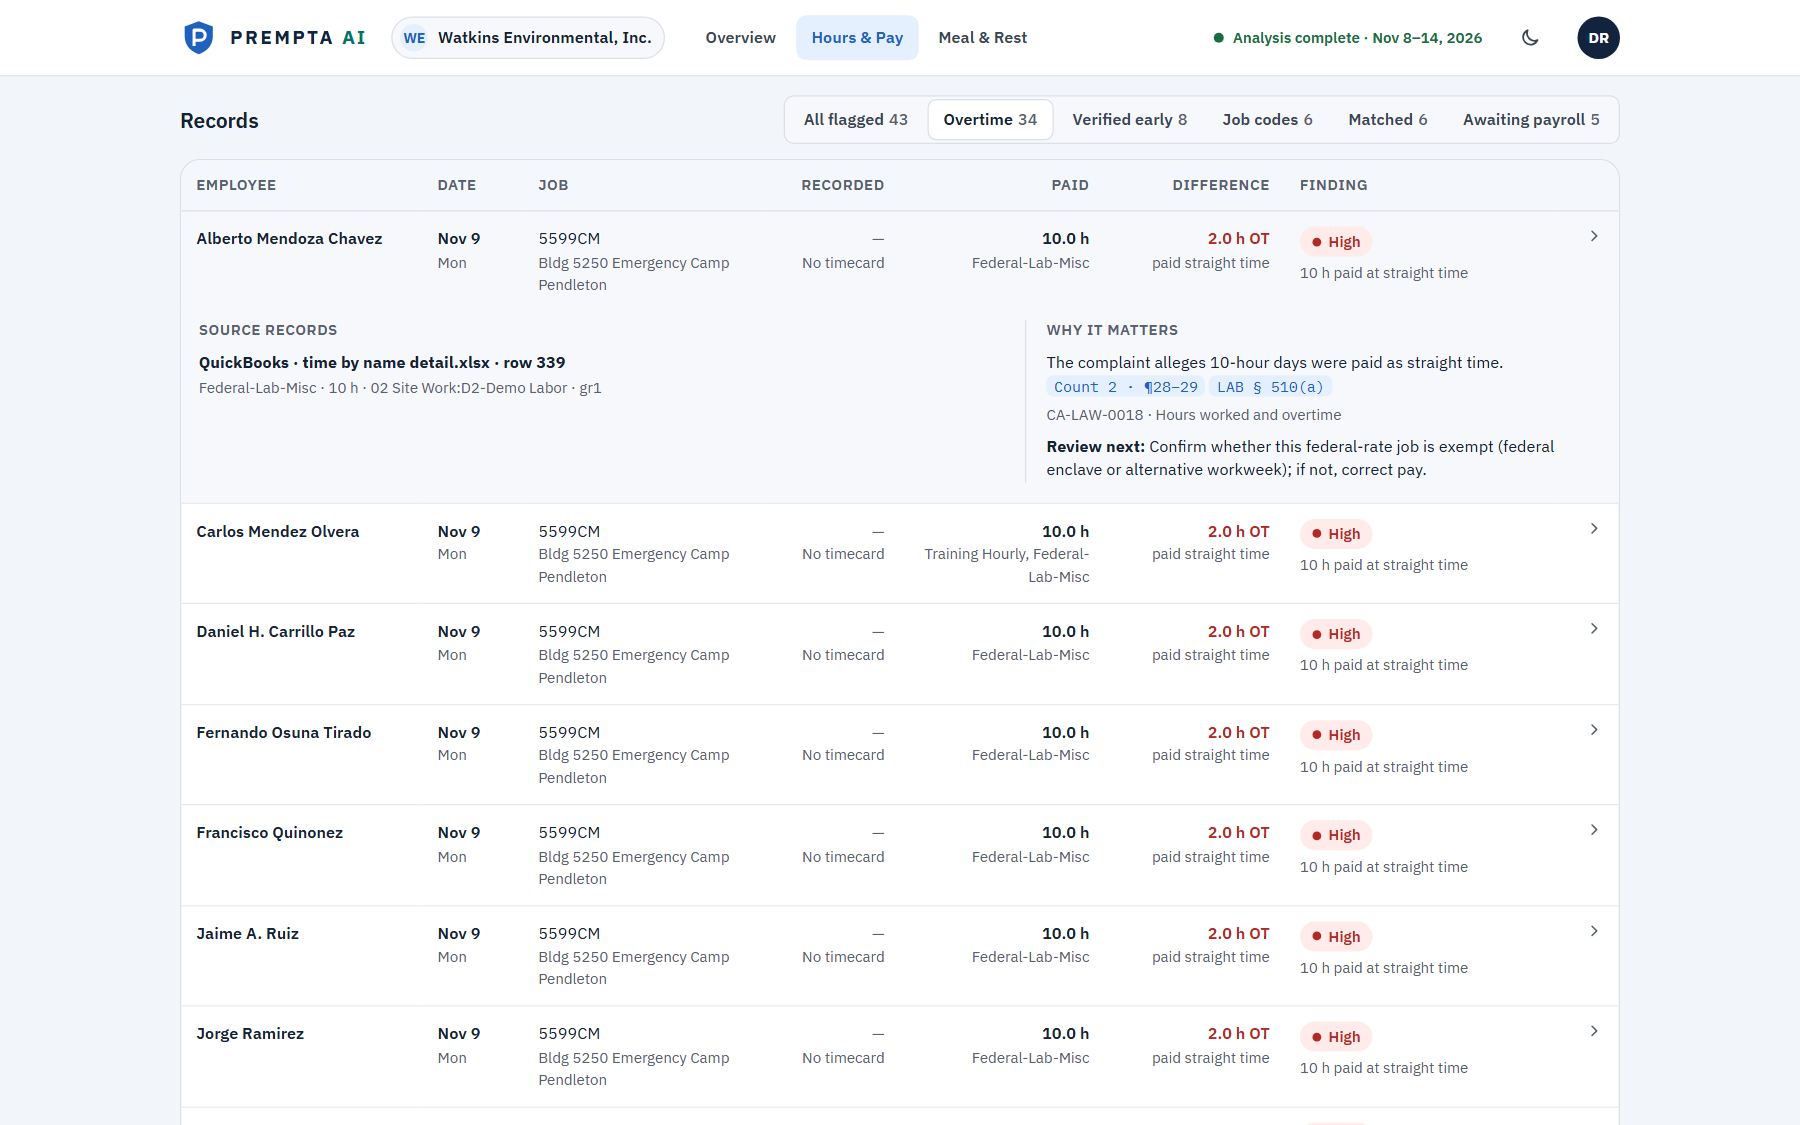 PREMPTA AI
WE Watkins Environmental, Inc.
Overview
Hours & Pay
Meal & Rest
Analysis complete · Nov 8–14, 2026
DR
Records
All flagged 43
Overtime 34
Verified early 8
Job codes 6
Matched 6
Awaiting payroll 5
EMPLOYEE DATE JOB RECORDED PAID DIFFERENCE FINDING
Alberto Mendoza Chavez Nov 9 5599CM — 10.0 h 2.0 h OT High
Mon Bldg 5250 Emergency Camp No timecard Federal-Lab-Misc paid straight time 10 h paid at straight time
Pendleton
SOURCE RECORDS
QuickBooks · time by name detail.xlsx · row 339
Federal-Lab-Misc · 10 h · 02 Site Work:D2-Demo Labor · gr1
WHY IT MATTERS
The complaint alleges 10-hour days were paid as straight time.
Count 2 · ¶28–29 LAB § 510(a)
CA-LAW-0018 · Hours worked and overtime
Review next: Confirm whether this federal-rate job is exempt (federal
enclave or alternative workweek); if not, correct pay.
Carlos Mendez Olvera Nov 9 5599CM — 10.0 h 2.0 h OT High
Mon Bldg 5250 Emergency Camp No timecard Training Hourly, Federal- paid straight time 10 h paid at straight time
Pendleton Lab-Misc
Daniel H. Carrillo Paz Nov 9 5599CM — 10.0 h 2.0 h OT High
Mon Bldg 5250 Emergency Camp No timecard Federal-Lab-Misc paid straight time 10 h paid at straight time
Pendleton
Fernando Osuna Tirado Nov 9 5599CM — 10.0 h 2.0 h OT High
Mon Bldg 5250 Emergency Camp No timecard Federal-Lab-Misc paid straight time 10 h paid at straight time
Pendleton
Francisco Quinonez Nov 9 5599CM — 10.0 h 2.0 h OT High
Mon Bldg 5250 Emergency Camp No timecard Federal-Lab-Misc paid straight time 10 h paid at straight time
Pendleton
Jaime A. Ruiz Nov 9 5599CM — 10.0 h 2.0 h OT High
Mon Bldg 5250 Emergency Camp No timecard Federal-Lab-Misc paid straight time 10 h paid at straight time
Pendleton
Jorge Ramirez Nov 9 5599CM — 10.0 h 2.0 h OT High
Mon Bldg 5250 Emergency Camp No timecard Federal-Lab-Misc paid straight time 10 h paid at straight time
Pendleton